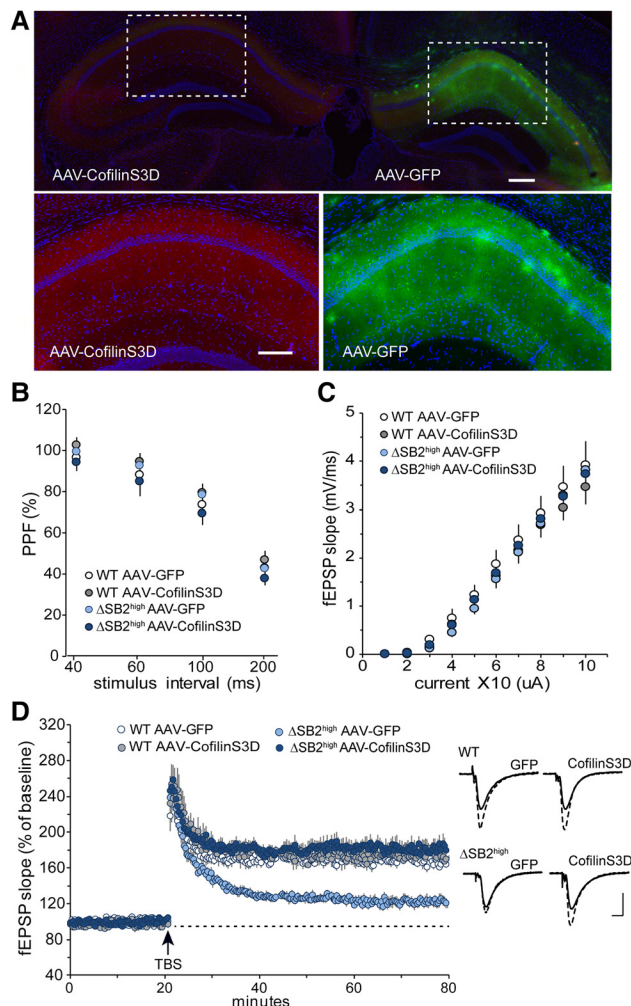 A
AAV-CofilinS3D
AAV-GFP
AAV-CofilinS3D
AAV-GFP
B
120
100
80
60
40
20
0
PPF (%)
WT AAV-GFP
WT AAV-CofilinS3D
ΔSB2high AAV-GFP
ΔSB2high AAV-CofilinS3D
40 60 100 200
stimulus interval (ms)
C
5
4
3
2
1
0
fEPSP slope (mV/ms)
WT AAV-GFP
WT AAV-CofilinS3D
ΔSB2high AAV-GFP
ΔSB2high AAV-CofilinS3D
0 2 4 6 8 10
current X10 (uA)
D
320
280
240
200
160
120
80
40
fEPSP slope (% of baseline)
WT AAV-GFP
WT AAV-CofilinS3D
ΔSB2high AAV-GFP
ΔSB2high AAV-CofilinS3D
TBS
0 10 20 30 40 50 60 70 80
minutes
WT
GFP
CofilinS3D
ΔSB2high
GFP
CofilinS3D